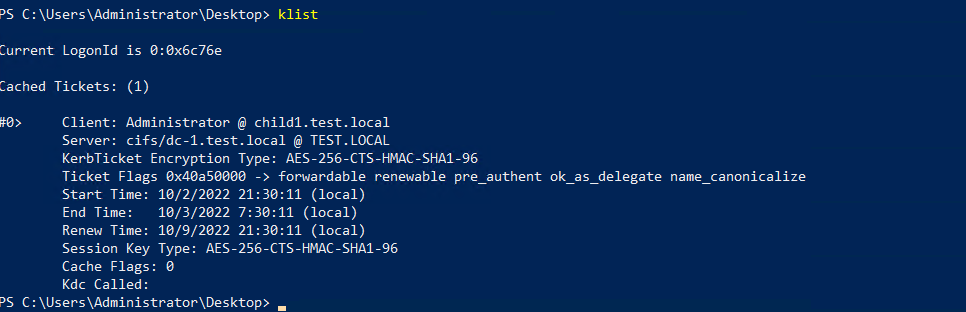 PS C:\Users\Administrator\Desktop> klist
Current LogonId is 0:0x6c76e
Cached Tickets: (1)
#0>     Client: Administrator @ child1.test.local
        Server: cifs/dc-1.test.local @ TEST.LOCAL
        KerbTicket Encryption Type: AES-256-CTS-HMAC-SHA1-96
        Ticket Flags 0x40a50000 -> forwardable renewable pre_authent ok_as_delegate name_canonicalize
        Start Time: 10/2/2022 21:30:11 (local)
        End Time:   10/3/2022 7:30:11 (local)
        Renew Time: 10/9/2022 21:30:11 (local)
        Session Key Type: AES-256-CTS-HMAC-SHA1-96
        Cache Flags: 0
        Kdc Called:
PS C:\Users\Administrator\Desktop>